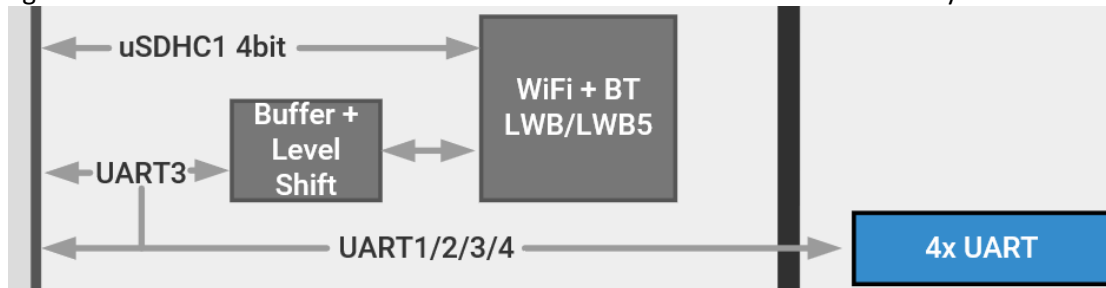 uSDHC1 4bit
WiFi + BT
LWB/LWB5
Buffer +
Level
Shift
UART3
UART1/2/3/4
4x UART